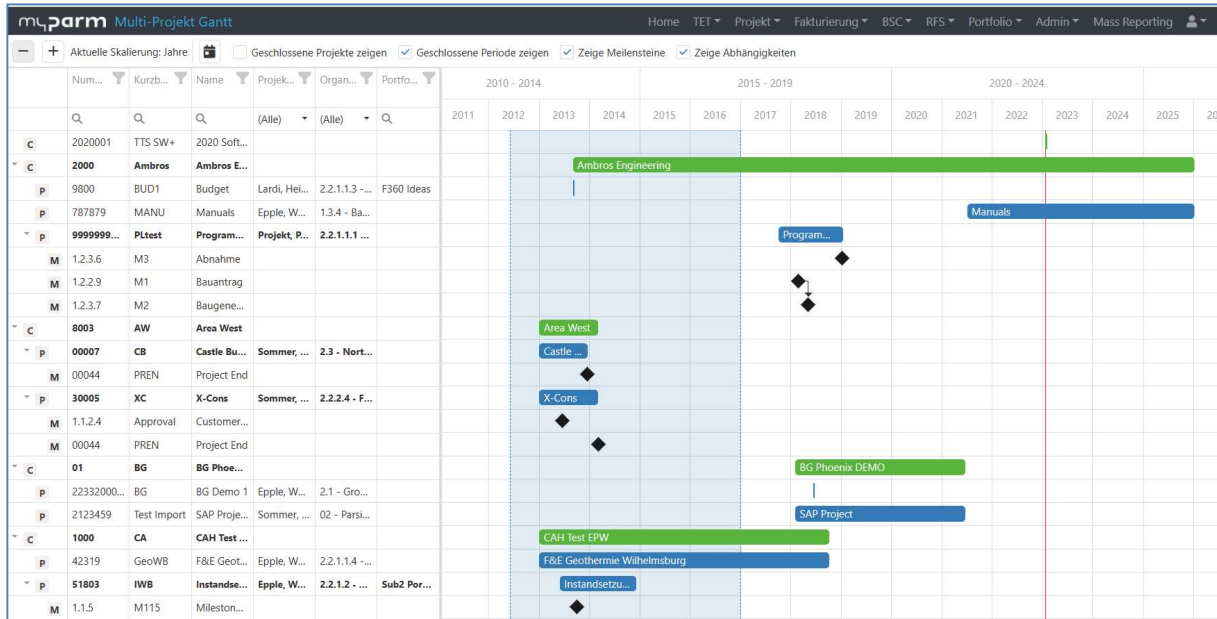 myparm Multi-Projekt Gantt Home TET Projekt Fakturierung BSC RFS Portfolio Admin Mass Reporting
Aktuelle Skalierung: Jahre Geschlossene Projekte zeigen Geschlossene Periode zeigen Zeige Meilensteine Zeige Abhängigkeiten
Num... Kurzb... Name Projek... Organ... Portfo... 2010 - 2014 2015 - 2019 2020 - 2024
(Alle) (Alle) 2011 2012 2013 2014 2015 2016 2017 2018 2019 2020 2021 2022 2023 2024 2025 20
C 2020001 TTS SW+ 2020 Soft...
C 2000 Ambros Ambros E... Ambros Engineering
P 9800 BUD1 Budget Lardi, Hei... 2.2.1.1.3 -... F360 Ideas
P 787879 MANU Manuals Epple, W... 1.3.4 - Ba... Manuals
P 9999999... PLtest Program... Projekt, P... 2.2.1.1.1 ... Program...
M 1.2.3.6 M3 Abnahme
M 1.2.2.9 M1 Bauantrag
M 1.2.3.7 M2 Baugene...
C 8003 AW Area West Area West
P 00007 CB Castle Bu... Sommer, ... 2.3 - Nort... Castle ...
M 00044 PREN Project End
P 30005 XC X-Cons Sommer, ... 2.2.2.4 - F... X-Cons
M 1.1.2.4 Approval Customer...
M 00044 PREN Project End
C 01 BG BG Phoe... BG Phoenix DEMO
P 22332000... BG BG Demo 1 Epple, W... 2.1 - Gro...
P 2123459 Test Import SAP Proje... Sommer, ... 02 - Parsi... SAP Project
C 1000 CA CAH Test ... CAH Test EPW
P 42319 GeoWB F&E Geot... Epple, W... 2.2.1.1.4 -... F&E Geothermie Wilhelmsburg
P 51803 IWB Instandse... Epple, W... 2.2.1.2 - ... Sub2 Por... Instandsetzu...
M 1.1.5 M115 Mileston...